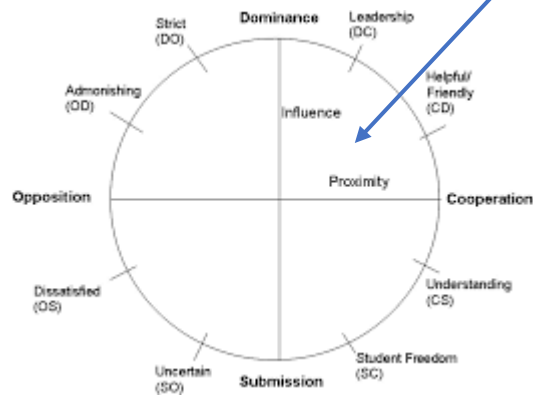 Dominance
Strict
(DO)
Leadership
(DC)
Admonishing
(OD)
Helpful/
Friendly
(CD)
Influence
Proximity
Opposition
Cooperation
Dissatisfied
(OS)
Understanding
(CS)
Uncertain
(SO)
Submission
Student Freedom
(SC)